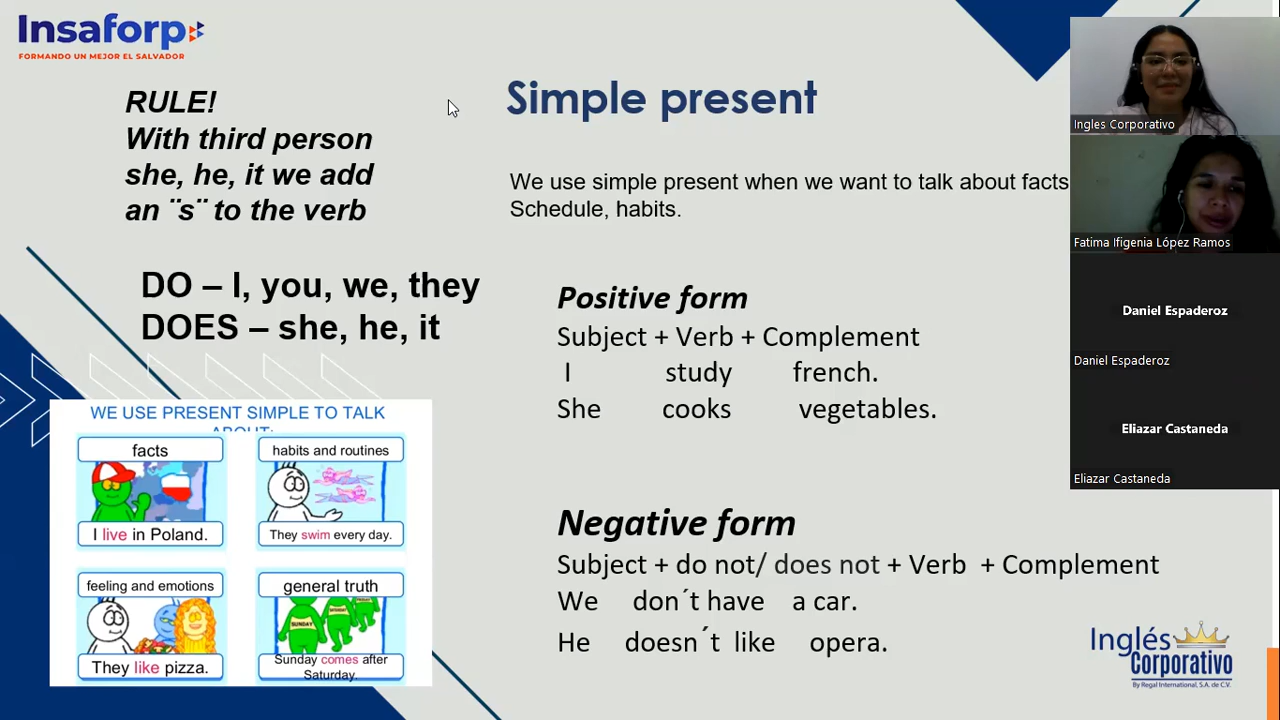 Insaforp
FORMANDO UN MEJOR EL SALVADOR
RULE!
With third person
she, he, it we add
an ¨s¨ to the verb
DO – I, you, we, they
DOES – she, he, it
WE USE PRESENT SIMPLE TO TALK
ABOUT:
facts
I live in Poland.
habits and routines
They swim every day.
feeling and emotions
They like pizza.
general truth
SUNDAY
SATURDAY
Sunday comes after
Saturday.
Simple present
We use simple present when we want to talk about facts
Schedule, habits.
Positive form
Subject + Verb + Complement
I study french.
She cooks vegetables.
Negative form
Subject + do not/ does not + Verb + Complement
We don´t have a car.
He doesn´t like opera.
Ingles Corporativo
Fatima Ifigenia López Ramos
Daniel Espaderoz
Daniel Espaderoz
Eliazar Castaneda
Eliazar Castaneda
Inglés
Corporativo
By Regal International, S.A. de C.V.